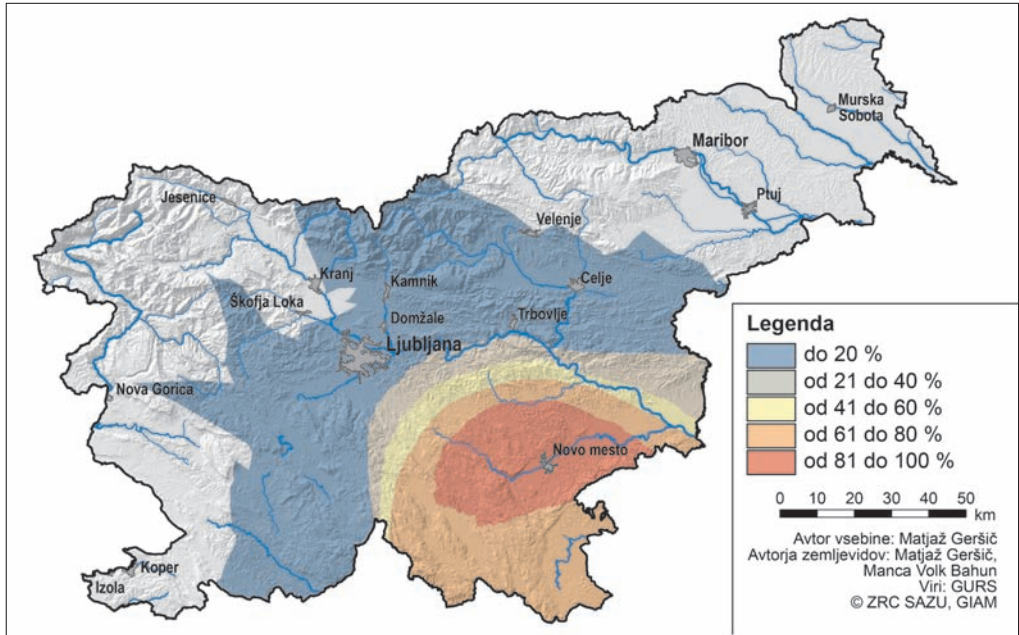 Murska
Sobota
Maribor
Jesenice
Ptuj
Velenje
Kranj
Kamnik
Celje
Škofja Loka
Domžale
Trbovlje
Ljubljana
Nova Gorica
Novo mesto
Koper
Izola
Legenda
do 20 %
od 21 do 40 %
od 41 do 60 %
od 61 do 80 %
od 81 do 100 %
0 10 20 30 40 50
km
Avtor vsebine: Matjaž Geršič
Avtorja zemljevidov: Matjaž Geršič,
Manca Volk Bahun
Viri: GURS
© ZRC SAZU, GIAM